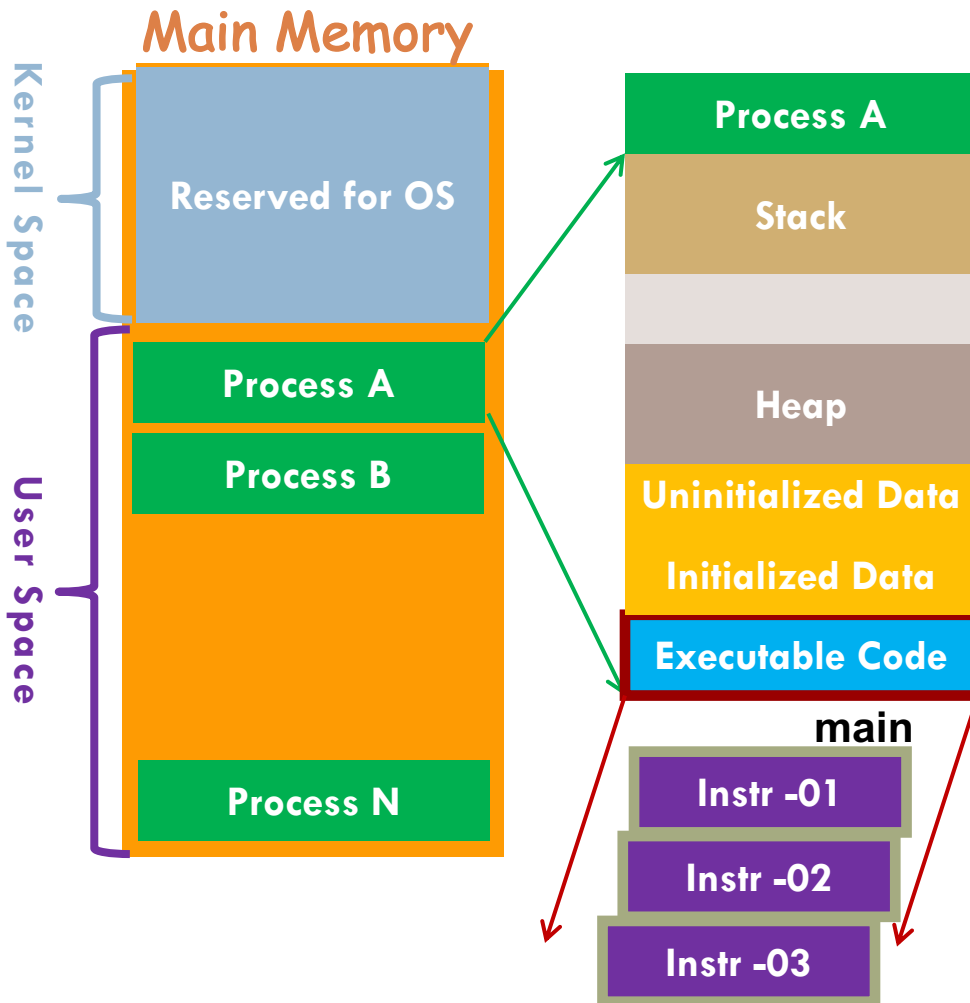 Main Memory
Kernel Space
Reserved for OS
User Space
Process A
Process B
Process N
Process A
Stack
Heap
Uninitialized Data
Initialized Data
Executable Code
main
Instr -01
Instr -02
Instr -03